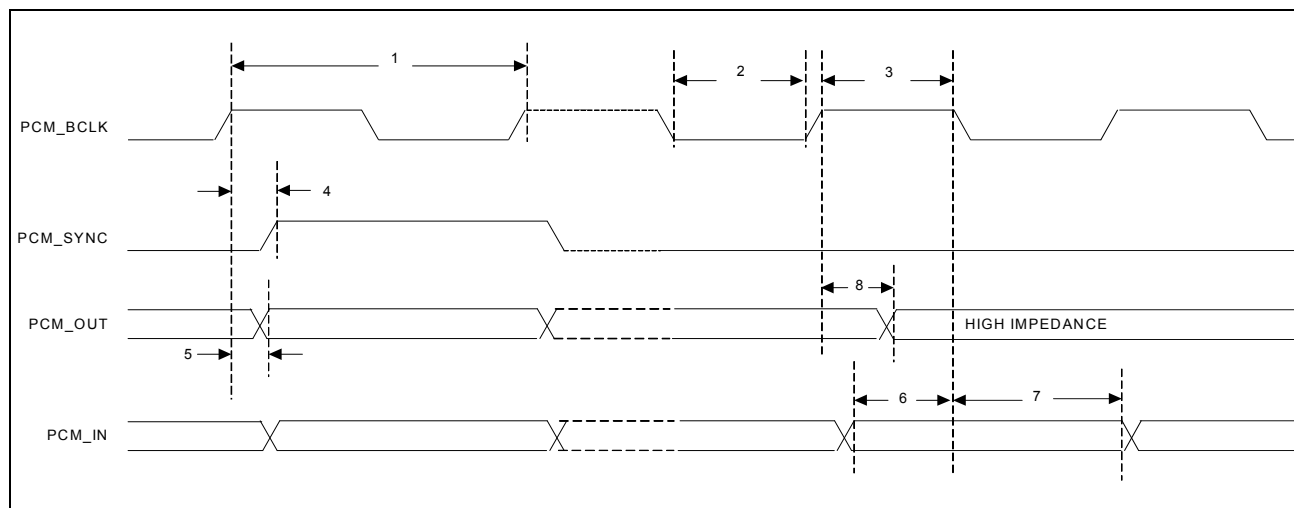 1
2
3
PCM_BCLK
4
PCM_SYNC
8
PCM_OUT
HIGH IMPEDANCE
5
6
7
PCM_IN